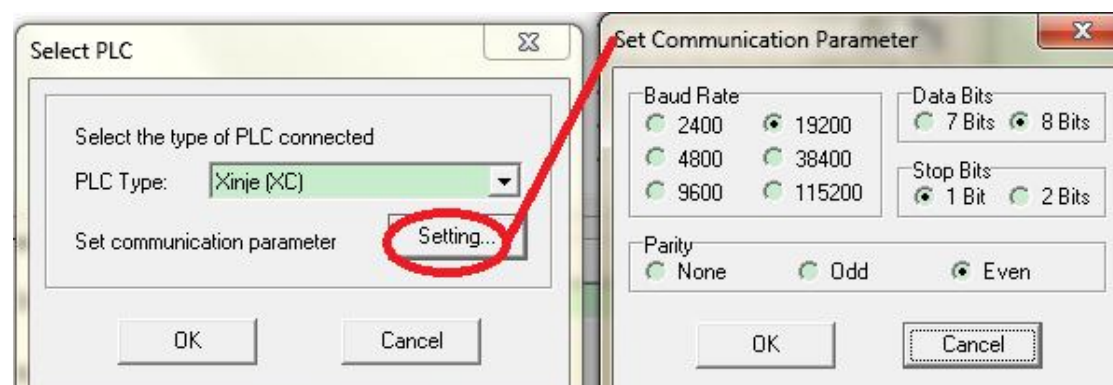 Select PLC
Select the type of PLC connected
PLC Type: Xinje (XC)
Set communication parameter Setting...
OK Cancel
Set Communication Parameter
Baud Rate
2400 19200
4800 38400
9600 115200
Data Bits
7 Bits 8 Bits
Stop Bits
1 Bit 2 Bits
Parity
None Odd Even
OK Cancel